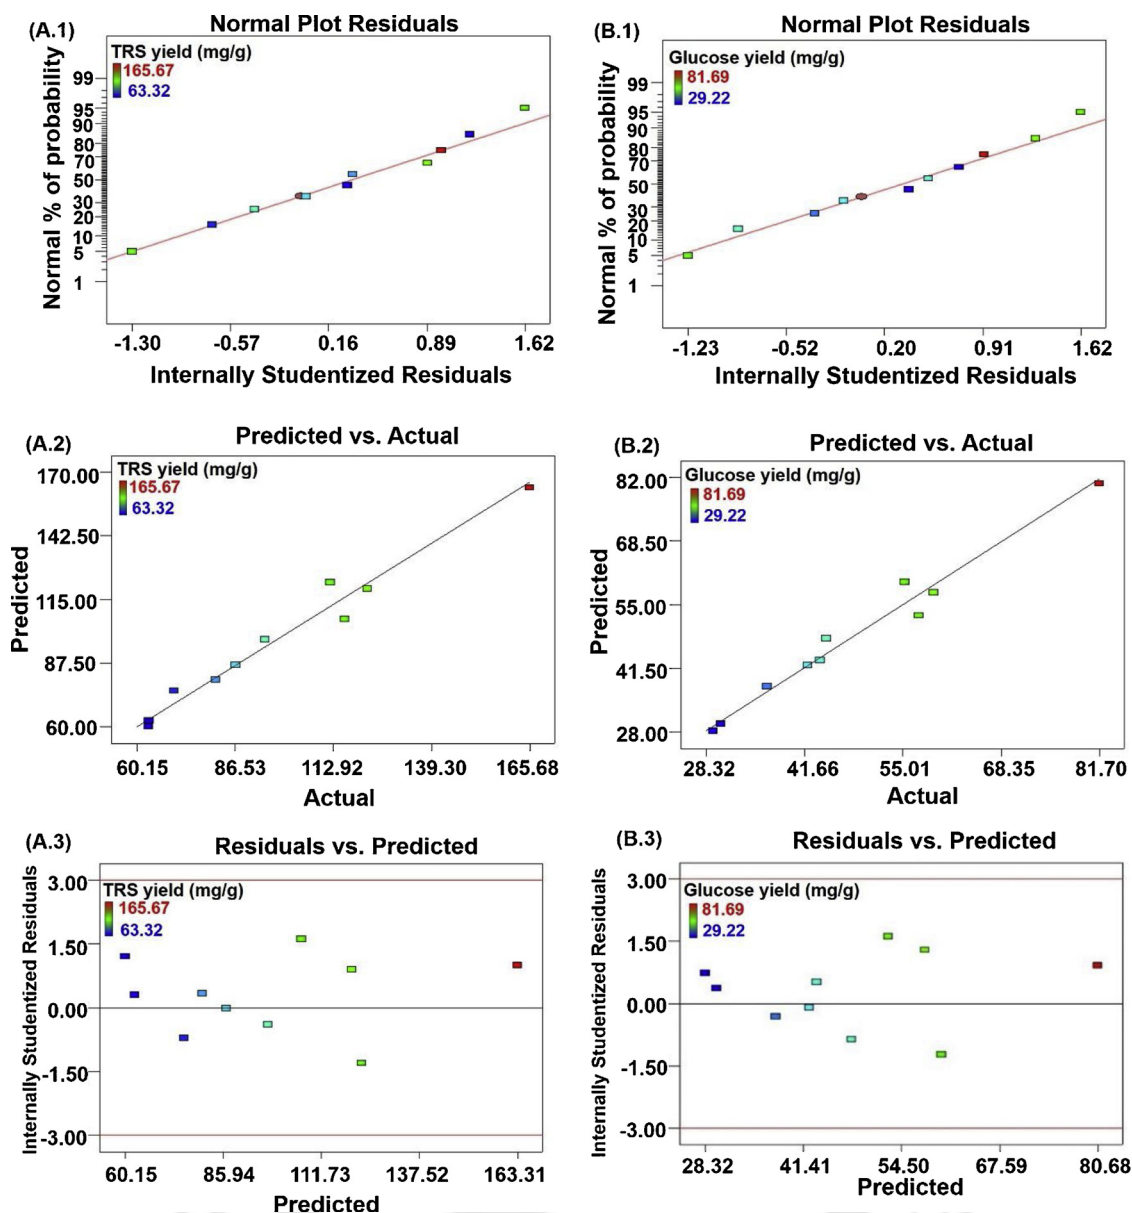 (A.1)
Normal Plot Residuals
TRS yield (mg/g)
165.67
63.32
Normal % of probability
99
95
90
80
70
50
30
20
10
5
1
-1.30 -0.57 0.16 0.89 1.62
Internally Studentized Residuals
(B.1)
Normal Plot Residuals
Glucose yield (mg/g)
81.69
29.22
Normal % of probability
99
95
90
80
70
50
30
20
10
5
1
-1.23 -0.52 0.20 0.91 1.62
Internally Studentized Residuals
(A.2)
Predicted vs. Actual
TRS yield (mg/g)
165.67
63.32
Predicted
170.00
142.50
115.00
87.50
60.00
60.15 86.53 112.92 139.30 165.68
Actual
(B.2)
Predicted vs. Actual
Glucose yield (mg/g)
81.69
29.22
Predicted
82.00
68.50
55.00
41.50
28.00
28.32 41.66 55.01 68.35 81.70
Actual
(A.3)
Residuals vs. Predicted
TRS yield (mg/g)
165.67
63.32
Internally Studentized Residuals
3.00
1.50
0.00
-1.50
-3.00
60.15 85.94 111.73 137.52 163.31
Predicted
(B.3)
Residuals vs. Predicted
Glucose yield (mg/g)
81.69
29.22
Internally Studentized Residuals
3.00
1.50
0.00
-1.50
-3.00
28.32 41.41 54.50 67.59 80.68
Predicted